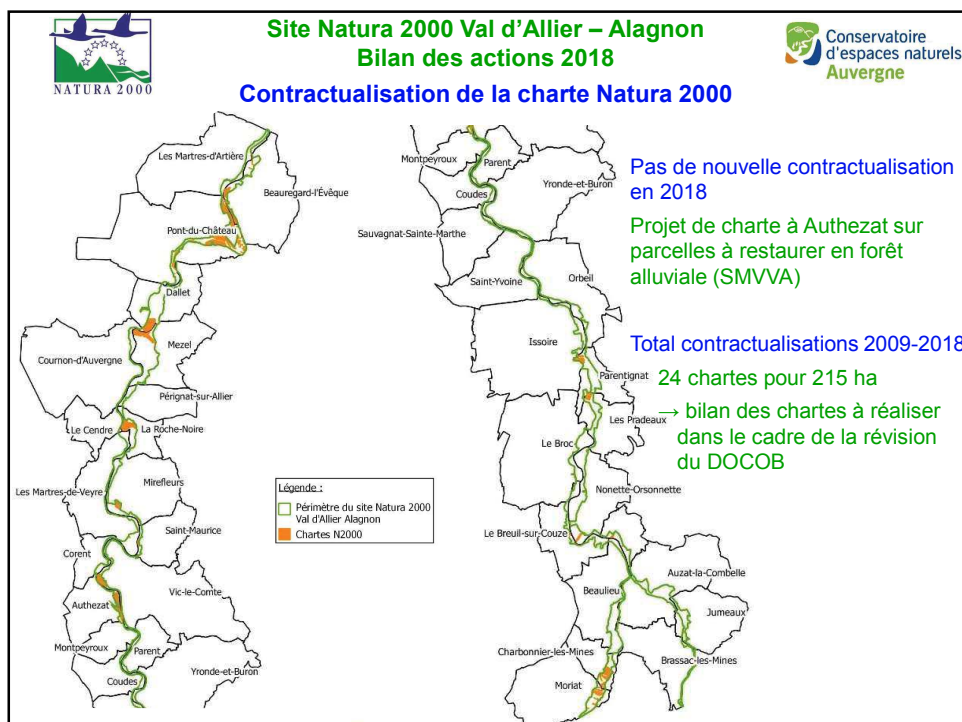 Site Natura 2000 Val d'Allier – Alagnon
Bilan des actions 2018
NATURA 2000
Conservatoire
d'espaces naturels
Auvergne
Contractualisation de la charte Natura 2000
Les Martres-d'Artière
Beauregard-l'Évêque
Pont-du-Château
Dallet
Mezel
Cournon-d'Auvergne
Pérignat-sur-Allier
Le Cendre
La Roche-Noire
Les Martres-de-Veyre
Mirefleurs
Saint-Maurice
Corent
Vic-le-Comte
Authezat
Montpeyroux
Parent
Coudes
Yronde-et-Buron
Légende :
Périmètre du site Natura 2000
Val d'Allier Alagnon
Chartes N2000
Montpeyroux
Parent
Coudes
Yronde-et-Buron
Sauvagnat-Sainte-Marthe
Saint-Yvoine
Orbeil
Issoire
Parentignat
Les Pradeaux
Le Broc
Nonette-Orsonnette
Le Breuil-sur-Couze
Auzat-la-Combelle
Beaulieu
Jumeaux
Charbonnier-les-Mines
Brassac-les-Mines
Moriat
Pas de nouvelle contractualisation
en 2018
Projet de charte à Authezat sur
parcelles à restaurer en forêt
alluviale (SMVVA)
Total contractualisations 2009-2018
24 chartes pour 215 ha
→ bilan des chartes à réaliser
dans le cadre de la révision
du DOCOB